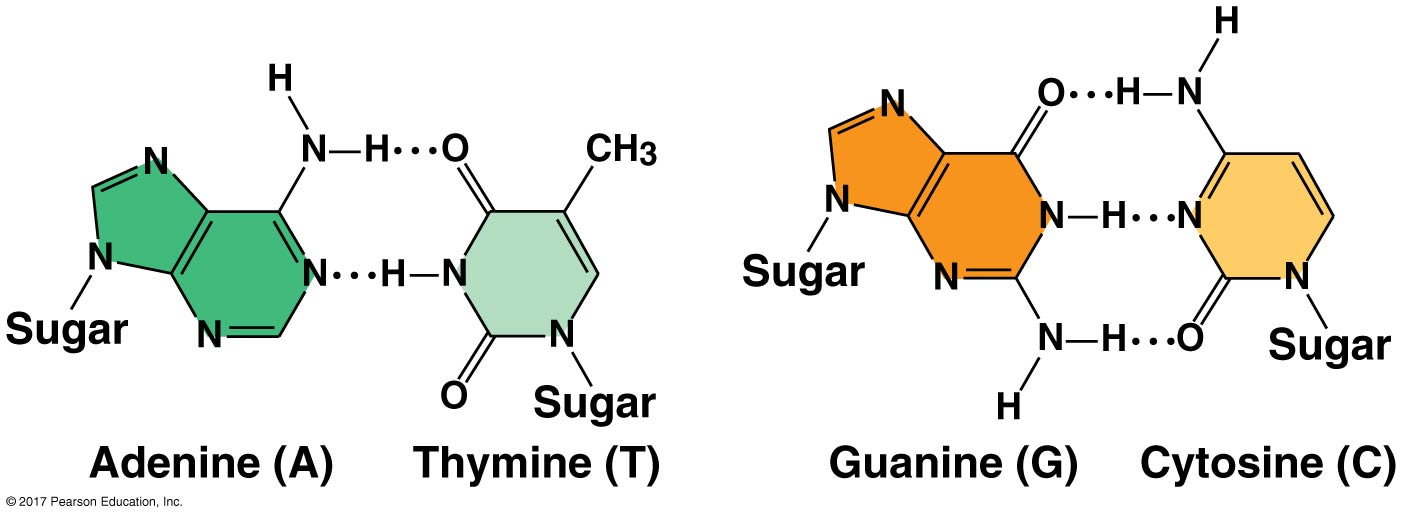 H
N
H
O
CH3
N
N
N
H
N
N
N
Sugar
O
Sugar
Adenine (A)
Thymine (T)
H
O
H
N
N
N
N
H
N
Sugar
N
N
N
H
O
Sugar
H
Guanine (G)
Cytosine (C)
© 2017 Pearson Education, Inc.